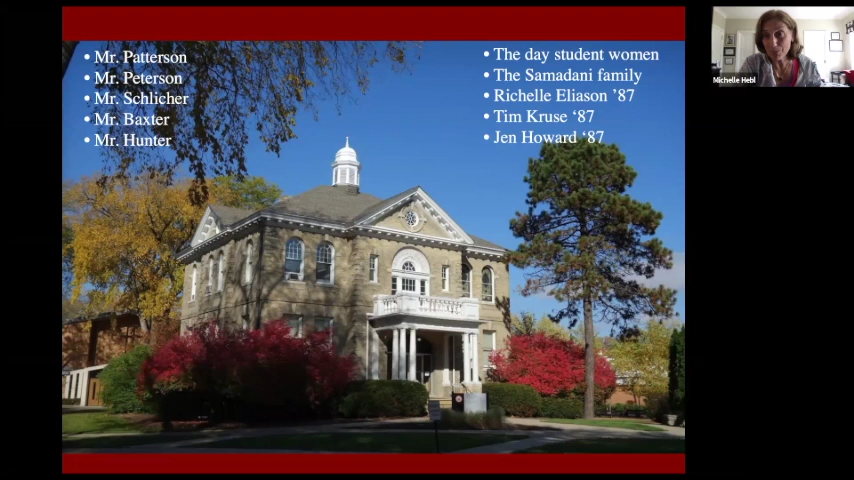 • Mr. Patterson
• Mr. Peterson
• Mr. Schlicher
• Mr. Baxter
• Mr. Hunter
• The day student women
• The Samadani family
• Richelle Eliason ’87
• Tim Kruse ‘87
• Jen Howard ‘87
Michelle Hebl